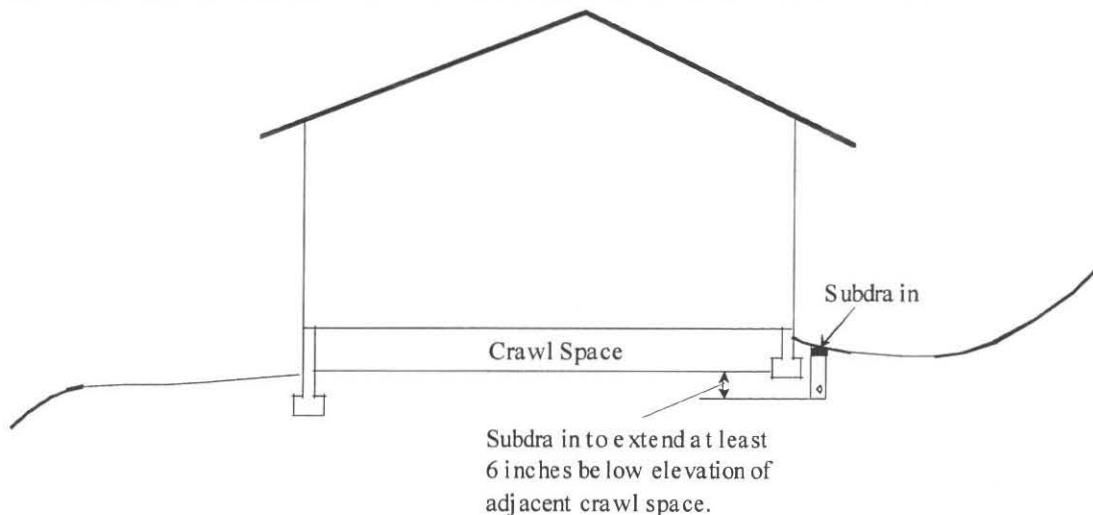 Subdrain
Crawl Space
Subdrain to extend at least
6 inches below elevation of
adjacent crawl space.